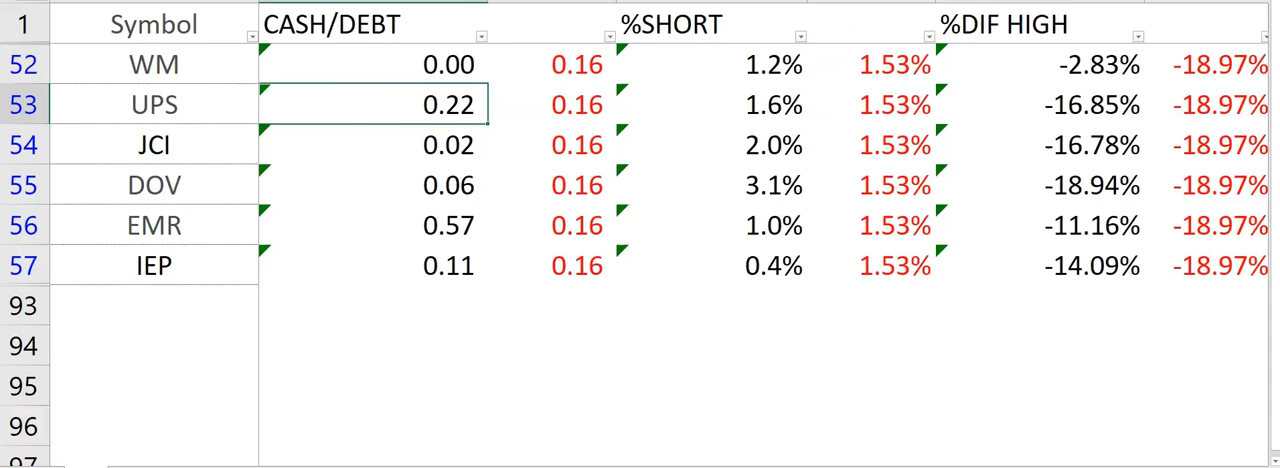 1 Symbol CASH/DEBT %SHORT %DIF HIGH
52 WM 0.00 0.16 1.2% 1.53% -2.83% -18.97%
53 UPS 0.22 0.16 1.6% 1.53% -16.85% -18.97%
54 JCI 0.02 0.16 2.0% 1.53% -16.78% -18.97%
55 DOV 0.06 0.16 3.1% 1.53% -18.94% -18.97%
56 EMR 0.57 0.16 1.0% 1.53% -11.16% -18.97%
57 IEP 0.11 0.16 0.4% 1.53% -14.09% -18.97%
93
94
95
96
97